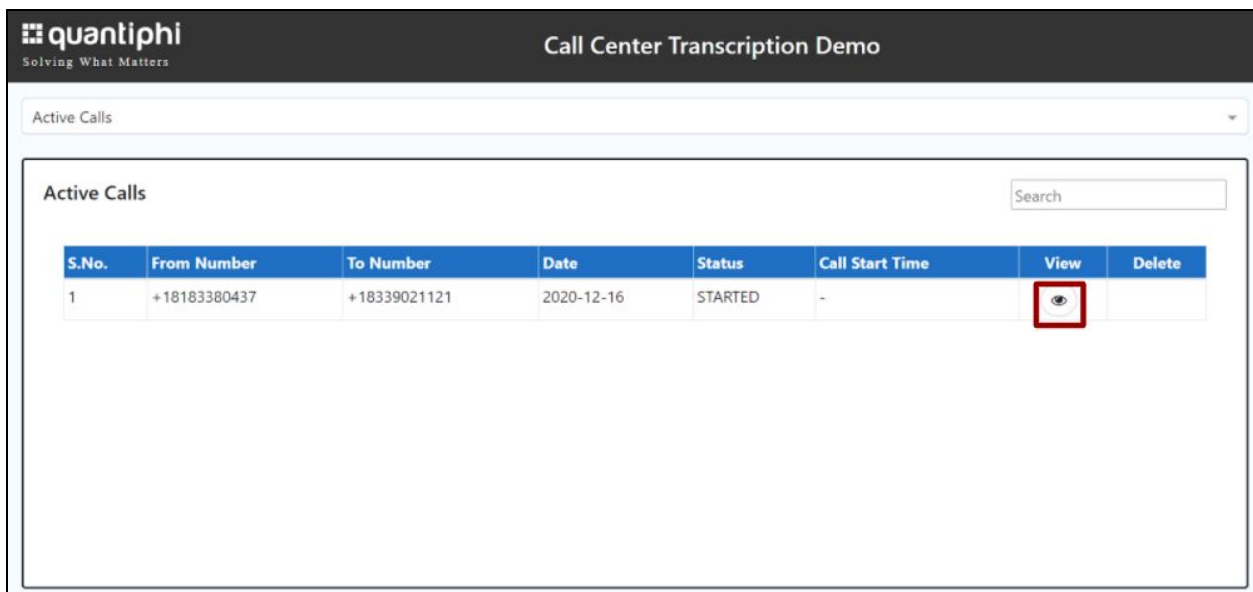 quantiphi
Solving What Matters
Call Center Transcription Demo
Active Calls
Active Calls
Search
S.No. From Number To Number Date Status Call Start Time View Delete
1 +18183380437 +18339021121 2020-12-16 STARTED -